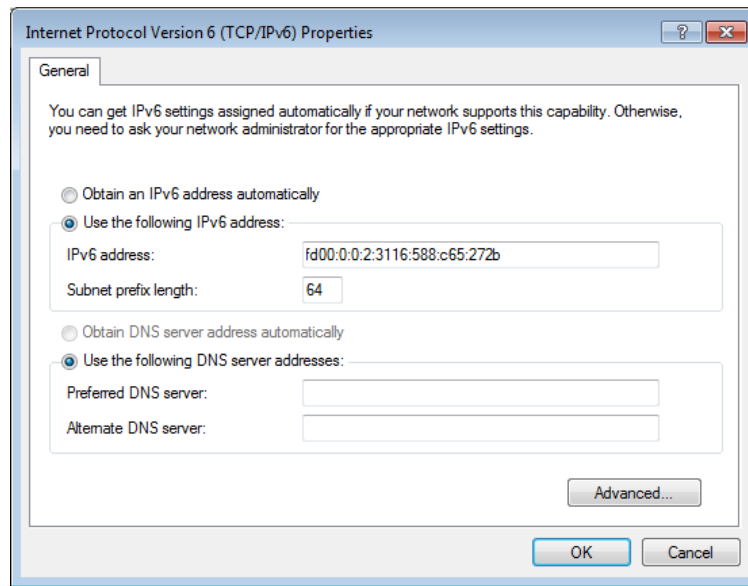 Internet Protocol Version 6 (TCP/IPv6) Properties
General
You can get IPv6 settings assigned automatically if your network supports this capability. Otherwise,
you need to ask your network administrator for the appropriate IPv6 settings.
Obtain an IPv6 address automatically
Use the following IPv6 address:
IPv6 address: fd00:0:0:2:3116:588:c65:272b
Subnet prefix length: 64
Obtain DNS server address automatically
Use the following DNS server addresses:
Preferred DNS server:
Alternate DNS server:
Advanced...
OK Cancel